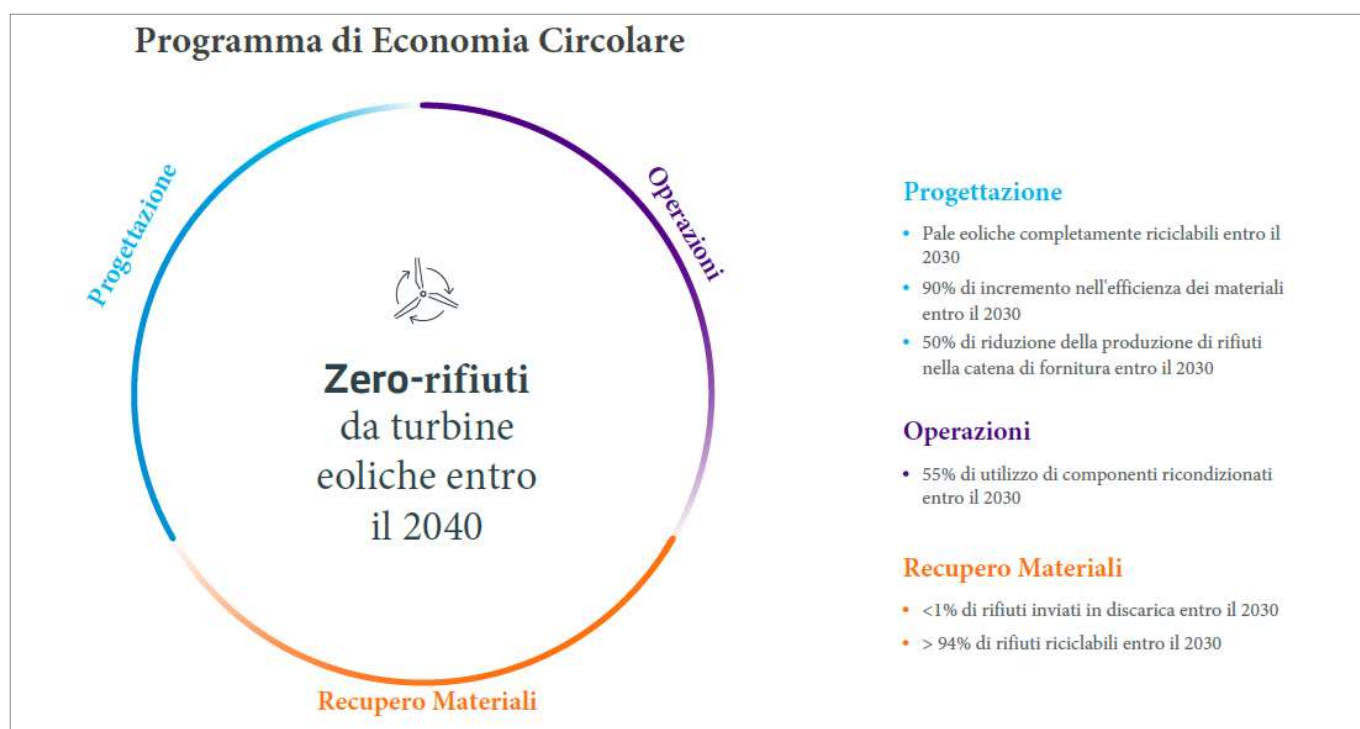 Programma di Economia Circolare
Progettazione
Operazioni
Zero-rifiuti
da turbine
eoliche entro
il 2040
Recupero Materiali
Progettazione
• Pale eoliche completamente riciclabili entro il
2030
• 90% di incremento nell'efficienza dei materiali
entro il 2030
• 50% di riduzione della produzione di rifiuti
nella catena di fornitura entro il 2030
Operazioni
• 55% di utilizzo di componenti ricondizionati
entro il 2030
Recupero Materiali
• <1% di rifiuti inviati in discarica entro il 2030
• > 94% di rifiuti riciclabili entro il 2030